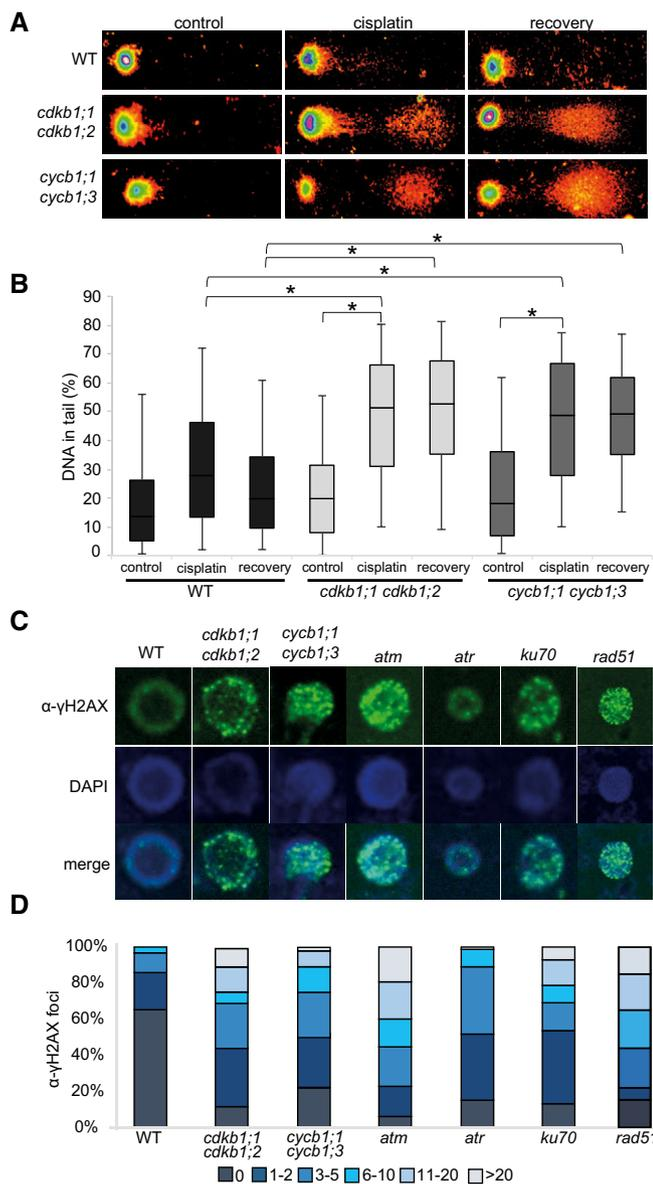 A
control cisplatin recovery
WT
cdkb1;1
cdkb1;2
cycb1;1
cycb1;3
B
* * * * * *
DNA in tail (%)
90
80
70
60
50
40
30
20
10
0
control cisplatin recovery control cisplatin recovery control cisplatin recovery
WT cdkb1;1 cdkb1;2 cycb1;1 cycb1;3
C
WT cdkb1;1 cdkb1;2 cycb1;1 cycb1;3 atm atr ku70 rad51
α-γH2AX
DAPI
merge
D
α-γH2AX foci
100%
80%
60%
40%
20%
0%
WT cdkb1;1 cdkb1;2 cycb1;1 cycb1;3 atm atr ku70 rad5
0 1-2 3-5 6-10 11-20 >20